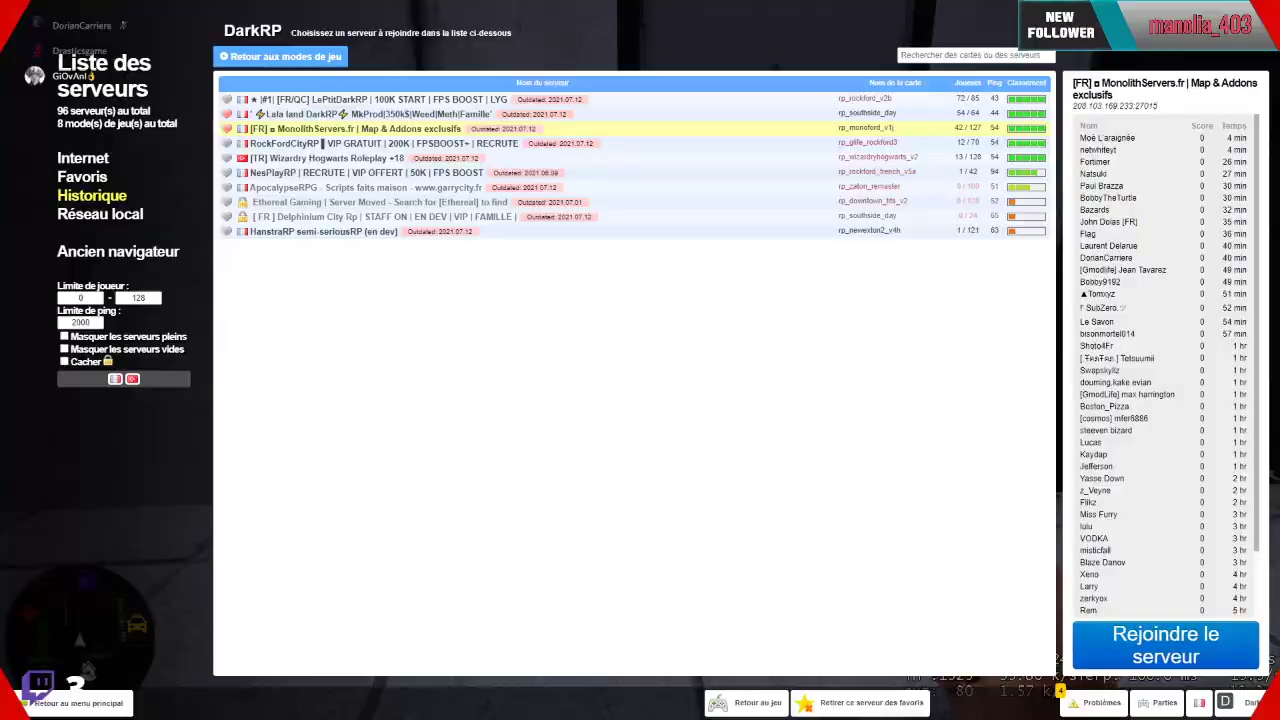 DorianCarriere
Drasticsgame
GiOvAnI
Liste des
serveurs
96 serveur(s) au total
8 mode(s) de jeu(s) au total
Internet
Favoris
Historique
Réseau local
Ancien navigateur
Limite de joueur :
0 - 128
Limite de ping :
2000
Masquer les serveurs pleins
Masquer les serveurs vides
Cacher
DarkRP Choisissez un serveur à rejoindre dans la liste ci-dessous
Retour aux modes de jeu
Rechercher des cartes ou des serveurs
NEW
FOLLOWER
manolia_403
Nom du serveur Nom de la carte Joueurs Ping Classement
★ |#1| [FR/QC] LePtitDarkRP | 100K START | FPS BOOST | LYG Outdated: 2021.07.12 rp_rockford_v2b 72 / 85 43
⚡Lala land DarkRP⚡ MkProd|350k$|Weed|Meth|Famille' Outdated: 2021.07.12 rp_southside_day 54 / 64 44
[FR] MonolithServers.fr | Map & Addons exclusifs Outdated: 2021.07.12 rp_monoford_v1j 42 / 127 54
RockFordCityRP VIP GRATUIT | 200K | FPSBOOST+ | RECRUTE Outdated: 2021.07.12 rp_glife_rockford3 12 / 70 54
[TR] Wizardry Hogwarts Roleplay +18 Outdated: 2021.07.12 rp_wizardryhogwarts_v2 13 / 128 54
NesPlayRP | RECRUTE | VIP OFFERT | 50K | FPS BOOST Outdated: 2021.06.09 rp_rockford_french_v5a 1 / 42 94
ApocalypseRPG - Scripts faits maison - www.garrycity.fr Outdated: 2021.07.12 rp_zaton_remaster 0 / 100 51
Ethereal Gaming | Server Moved - Search for [Ethereal] to find Outdated: 2021.07.01 rp_downtown_tits_v2 0 / 128 52
[ FR ] Delphinium City Rp | STAFF ON | EN DEV | VIP | FAMILLE | Outdated: 2021.07.12 rp_southside_day 0 / 24 65
HanstraRP semi-seriousRP (en dev) Outdated: 2021.07.12 rp_newexton2_v4h 1 / 121 63
[FR] MonolithServers.fr | Map & Addons
exclusifs
208.103.169.233:27015
Nom Score Temps
Moè L'araignée 0 4 min
netwhiteyt 0 4 min
Fortimer 0 26 min
Natsuki 0 27 min
Paul Brazza 0 30 min
BobbyTheTurtle 0 30 min
Bazards 0 32 min
John Dolas [FR] 0 35 min
Flag 0 36 min
Laurent Delarue 0 40 min
DorianCarriere 0 40 min
[Gmodlife] Jean Tavarez 0 49 min
Bobby9192 0 49 min
▲Tomxyz 0 51 min
SubZero.ツ 0 52 min
Le Savon 0 54 min
bisonmortel014 0 57 min
Shoto4Fr 0 1 hr
Tetsuumii 0 1 hr
Swapskyllz 0 1 hr
douming.kake.evian 0 1 hr
[GmodLife] max harrington 0 1 hr
Boston_Pizza 0 1 hr
[cosmos] mfer6886 0 1 hr
steeven bizard 0 1 hr
Lucas 0 1 hr
Kaydap 0 1 hr
Jefferson 0 1 hr
Yasse Down 0 2 hr
z_Veyne 0 2 hr
Flikz 0 2 hr
Miss Furry 0 3 hr
lulu 0 3 hr
VODKA 0 3 hr
misticfall 0 3 hr
Blaze Danov 0 3 hr
Xeno 0 4 hr
Larry 0 4 hr
zerkyox 0 4 hr
Rem 0 5 hr
Rejoindre le
serveur
80 1.57 k/s
4
Retour au menu principal
Retour au jeu
Retirer ce serveur des favoris
Problèmes
Parties
D